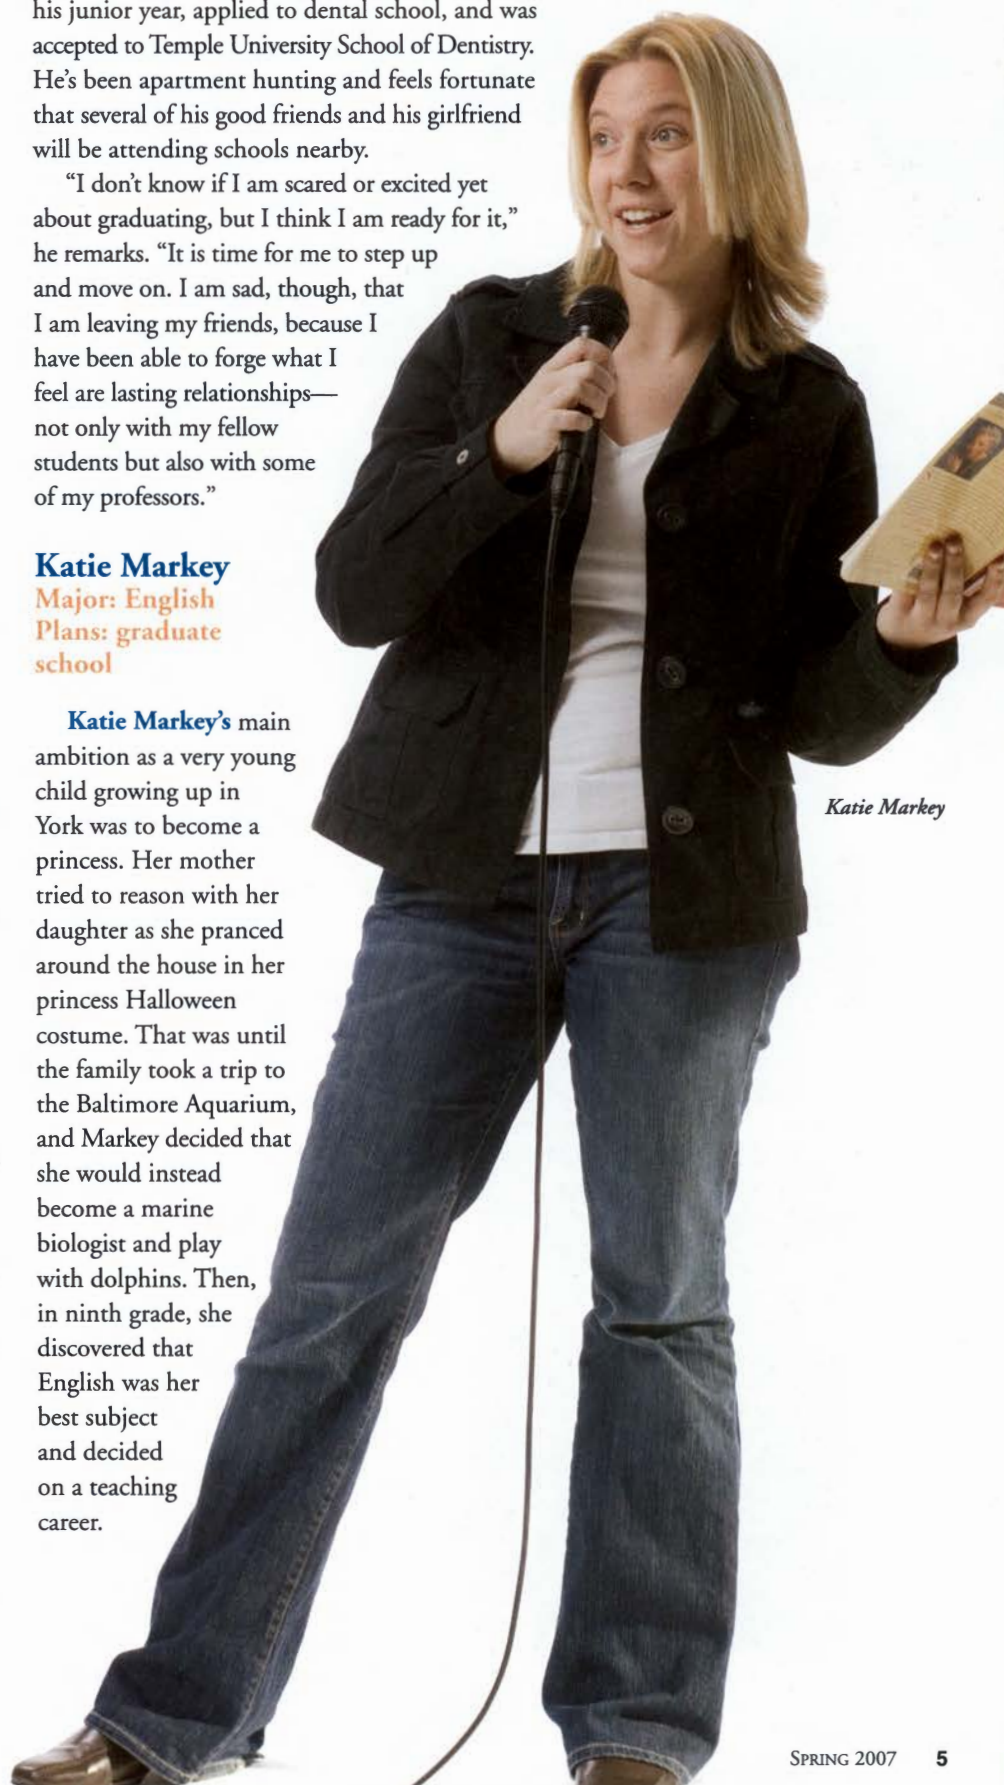 his junior year, applied to dental school, and was
accepted to Temple University School of Dentistry.
He's been apartment hunting and feels fortunate
that several of his good friends and his girlfriend
will be attending schools nearby.
“I don't know if I am scared or excited yet
about graduating, but I think I am ready for it,”
he remarks. “It is time for me to step up
and move on. I am sad, though, that
I am leaving my friends, because I
have been able to forge what I
feel are lasting relationships—
not only with my fellow
students but also with some
of my professors.”
Katie Markey
Major: English
Plans: graduate
school
Katie Markey's main
ambition as a very young
child growing up in
York was to become a
princess. Her mother
tried to reason with her
daughter as she pranced
around the house in her
princess Halloween
costume. That was until
the family took a trip to
the Baltimore Aquarium,
and Markey decided that
she would instead
become a marine
biologist and play
with dolphins. Then,
in ninth grade, she
discovered that
English was her
best subject
and decided
on a teaching
career.
Katie Markey
SPRING 2007 5